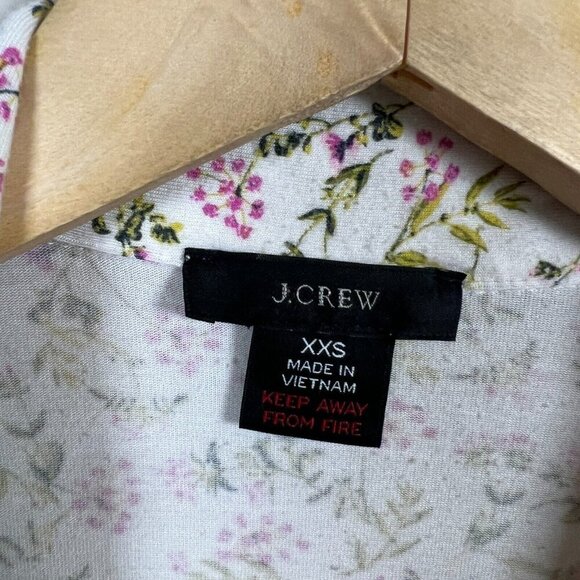 J.CREW
XXS
MADE IN
VIETNAM
KEEP AWAY
FROM FIRE